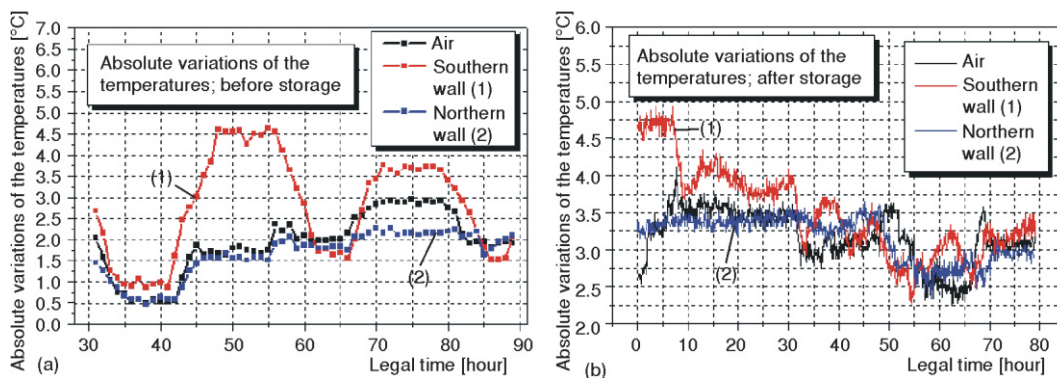 Absolute variations of the temperatures [°C]
7.0
6.5
6.0
5.5
5.0
4.5
4.0
3.5
3.0
2.5
2.0
1.5
1.0
0.5
0.0
Absolute variations of the
temperatures; before storage
Air
Southern
wall (1)
Northern
wall (2)
(1)
(2)
30 40 50 60 70 80 90
(a)
Legal time [hour]
Absolute variations of the temperatures [°C]
6.0
5.5
5.0
4.5
4.0
3.5
3.0
2.5
2.0
Absolute variations of the
temperatures; after storage
Air
Southern
wall (1)
Northern
wall (2)
(1)
(2)
0 10 20 30 40 50 60 70 80
(b)
Legal time [hour]